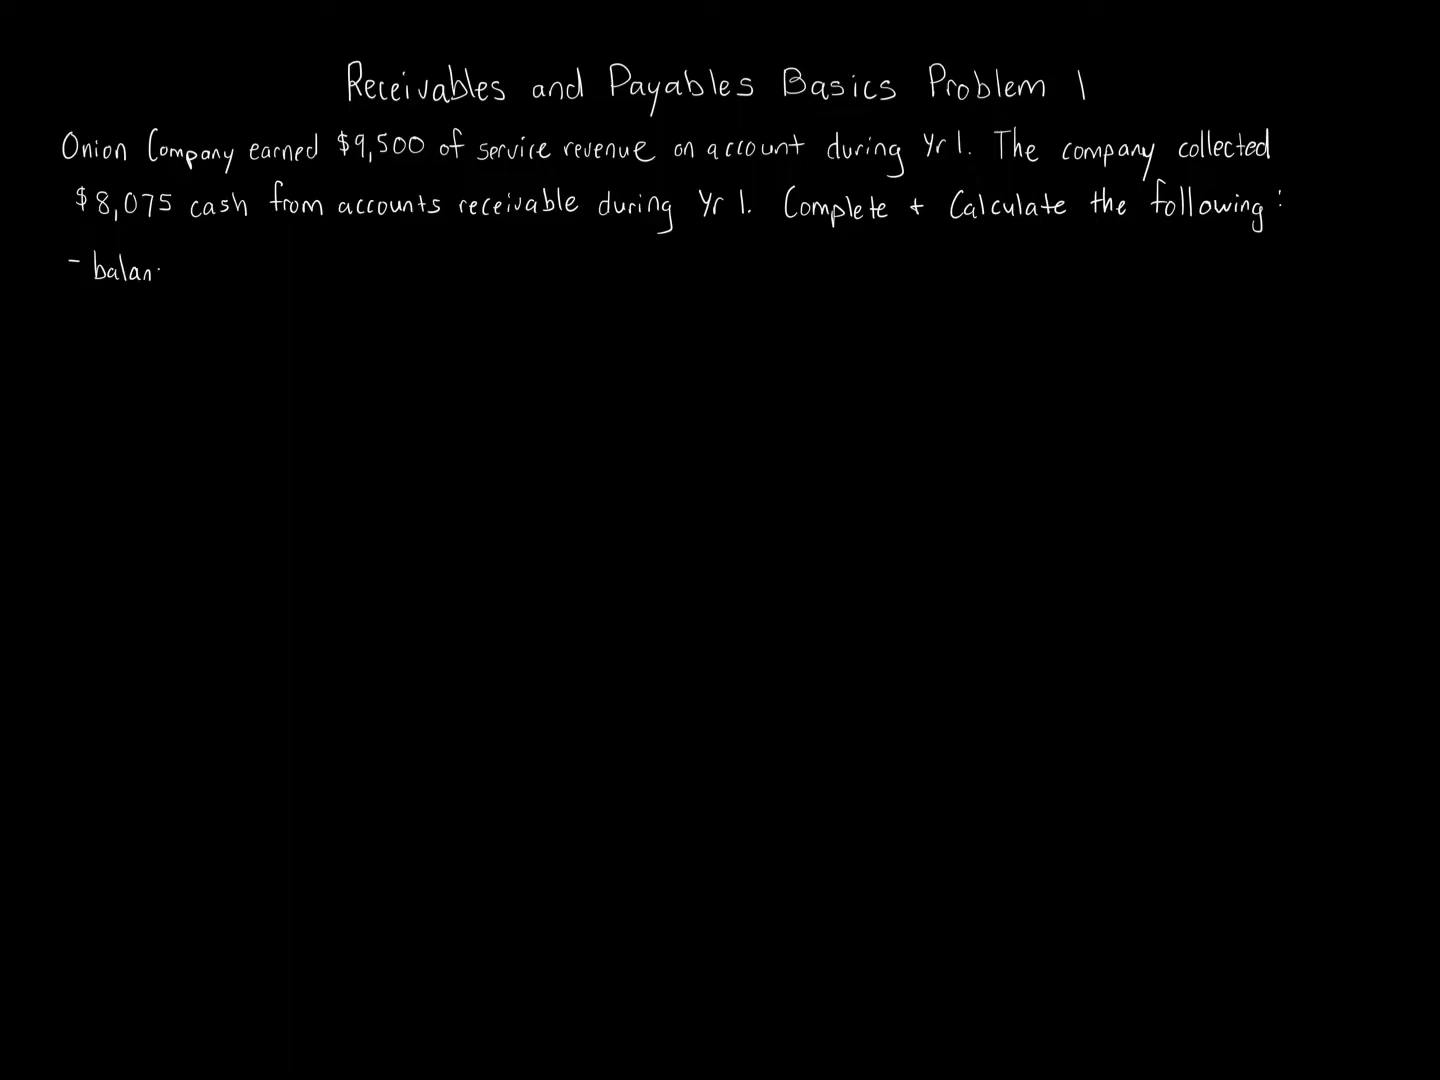 Receivables and Payables Basics Problem 1
Onion Company earned $9,500 of service revenue on account during Yr 1. The company collected
$8,075 cash from accounts receivable during Yr 1. Complete + Calculate the following:
- balan